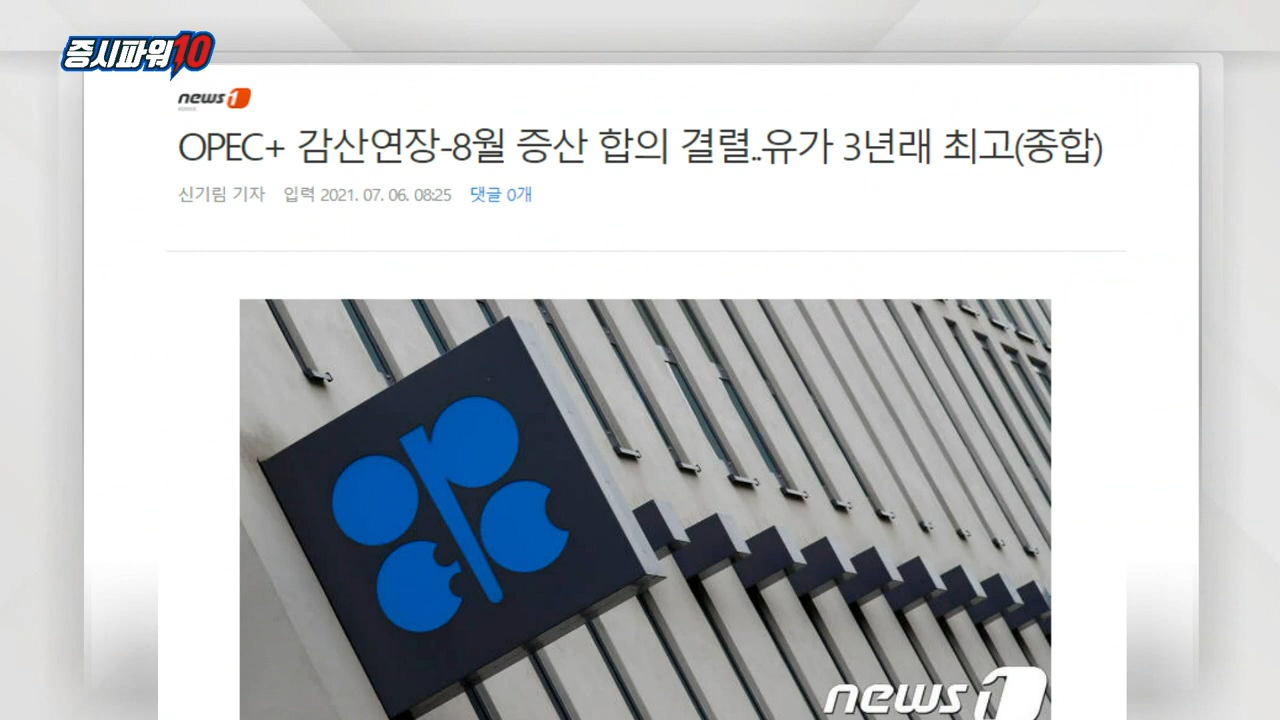 증시파워10
news1
OPEC+ 감산연장-8월 증산 합의 결렬..유가 3년래 최고(종합)
신기림 기자 입력 2021. 07. 06. 08:25 댓글 0개
news1